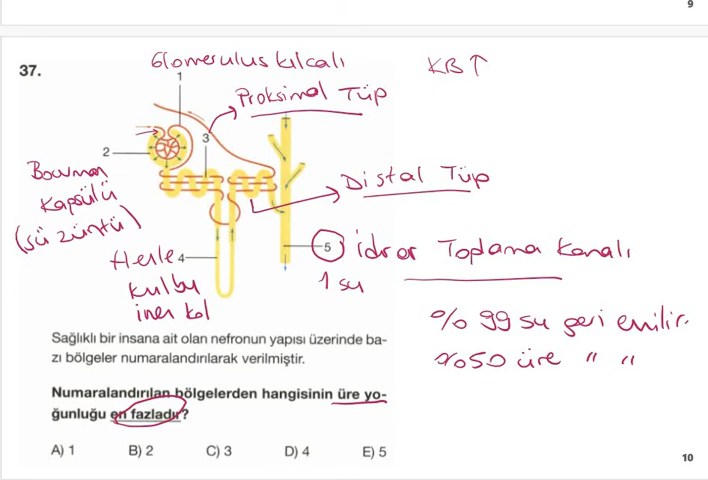 9
37.
Glomerulus kılcalı
KB↑
1
Proksimal Tüp
3
2
Bowman
Kapsülü
(süzüntü)
Distal Tüp
Henle 4
kulbu
inen kol
5 idrar Toplama Kanalı
1 su
%99 su geri emilir.
%50 üre " "
Sağlıklı bir insana ait olan nefronun yapısı üzerinde ba-
zı bölgeler numaralandırılarak verilmiştir.
Numaralandırılan bölgelerden hangisinin üre yo-
ğunluğu en fazladır?
A) 1 B) 2 C) 3 D) 4 E) 5
10